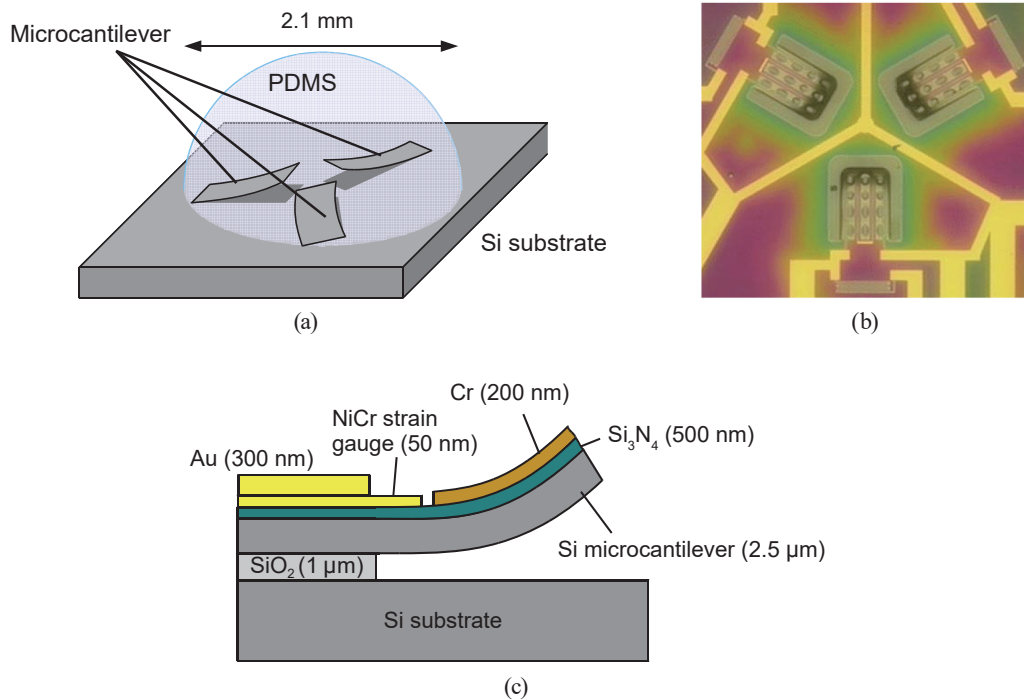 2.1 mm
Microcantilever
PDMS
Si substrate
(a)
(b)
Cr (200 nm)
NiCr strain
gauge (50 nm)
Si₃N₄ (500 nm)
Au (300 nm)
Si microcantilever (2.5 µm)
SiO₂ (1 µm)
Si substrate
(c)